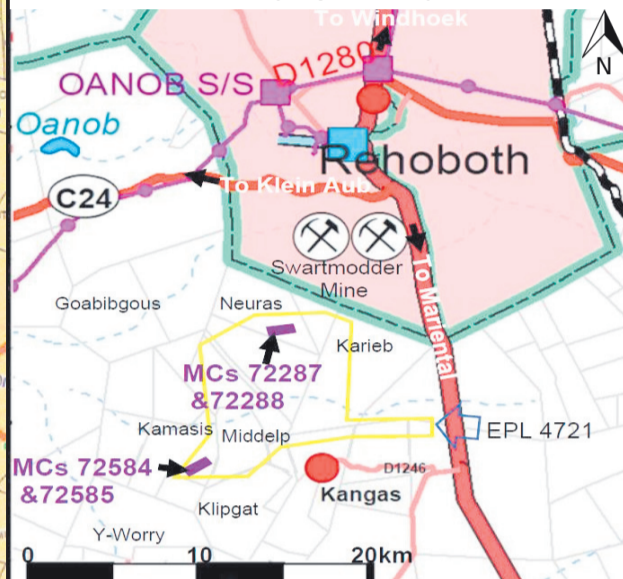 To Windhoek
N
D1280
OANOB S/S
Oanob
Rehoboth
To Klein Aub.
C24
Swartmodder
Mine
To Mariental
Goabibgous
Neuras
Karieb
MCs 72287
&72288
Kamasis
Middelp
EPL 4721
MCs 72584
&72585
D1246
Kangas
Klipgat
Y-Worry
0 10 20km